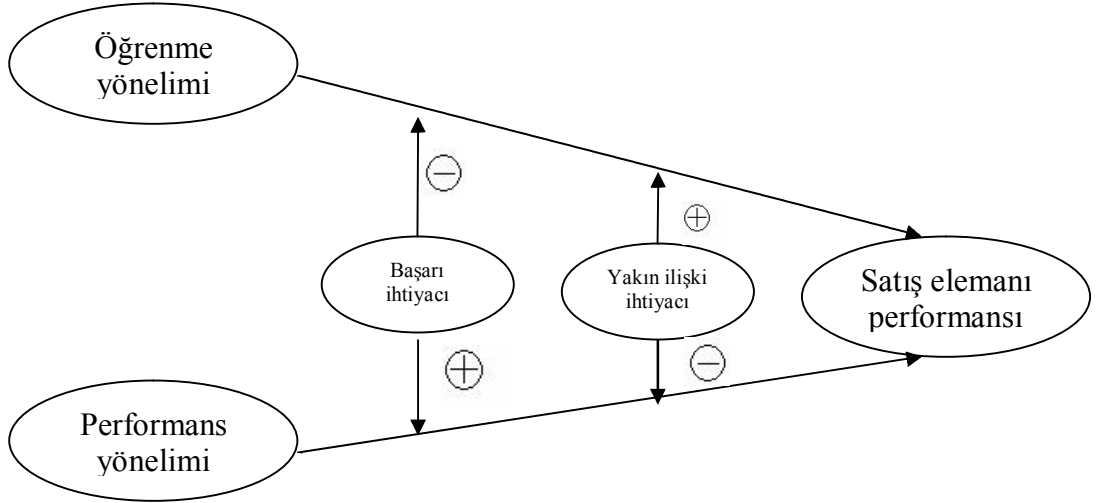 Öğrenme
yönelimi
Başarı
ihtiyacı
Yakın ilişki
ihtiyacı
Satış elemanı
performansı
Performans
yönelimi